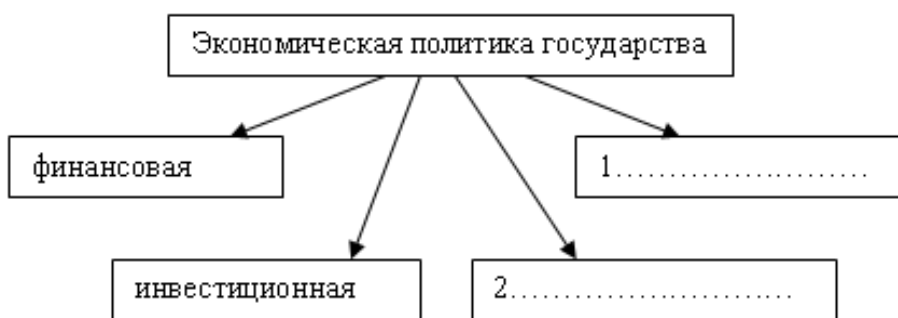 Экономическая политика государства
финансовая
1........................
инвестиционная
2...........................